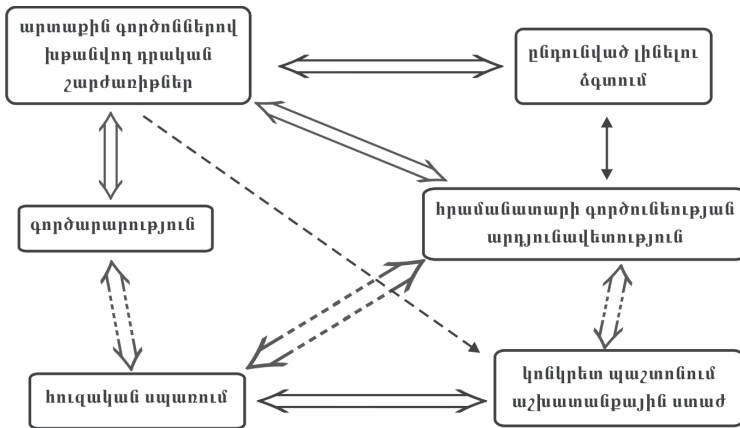 արտաքին գործոններով
խթանվող դրական
շարժառիթներ
ընդունված լինելու
ձգտում
գործարարություն
հրամանատարի գործունեության
արդյունավետություն
հուզական սպառում
կոնկրետ պաշտոնում
աշխատանքային ստաժ